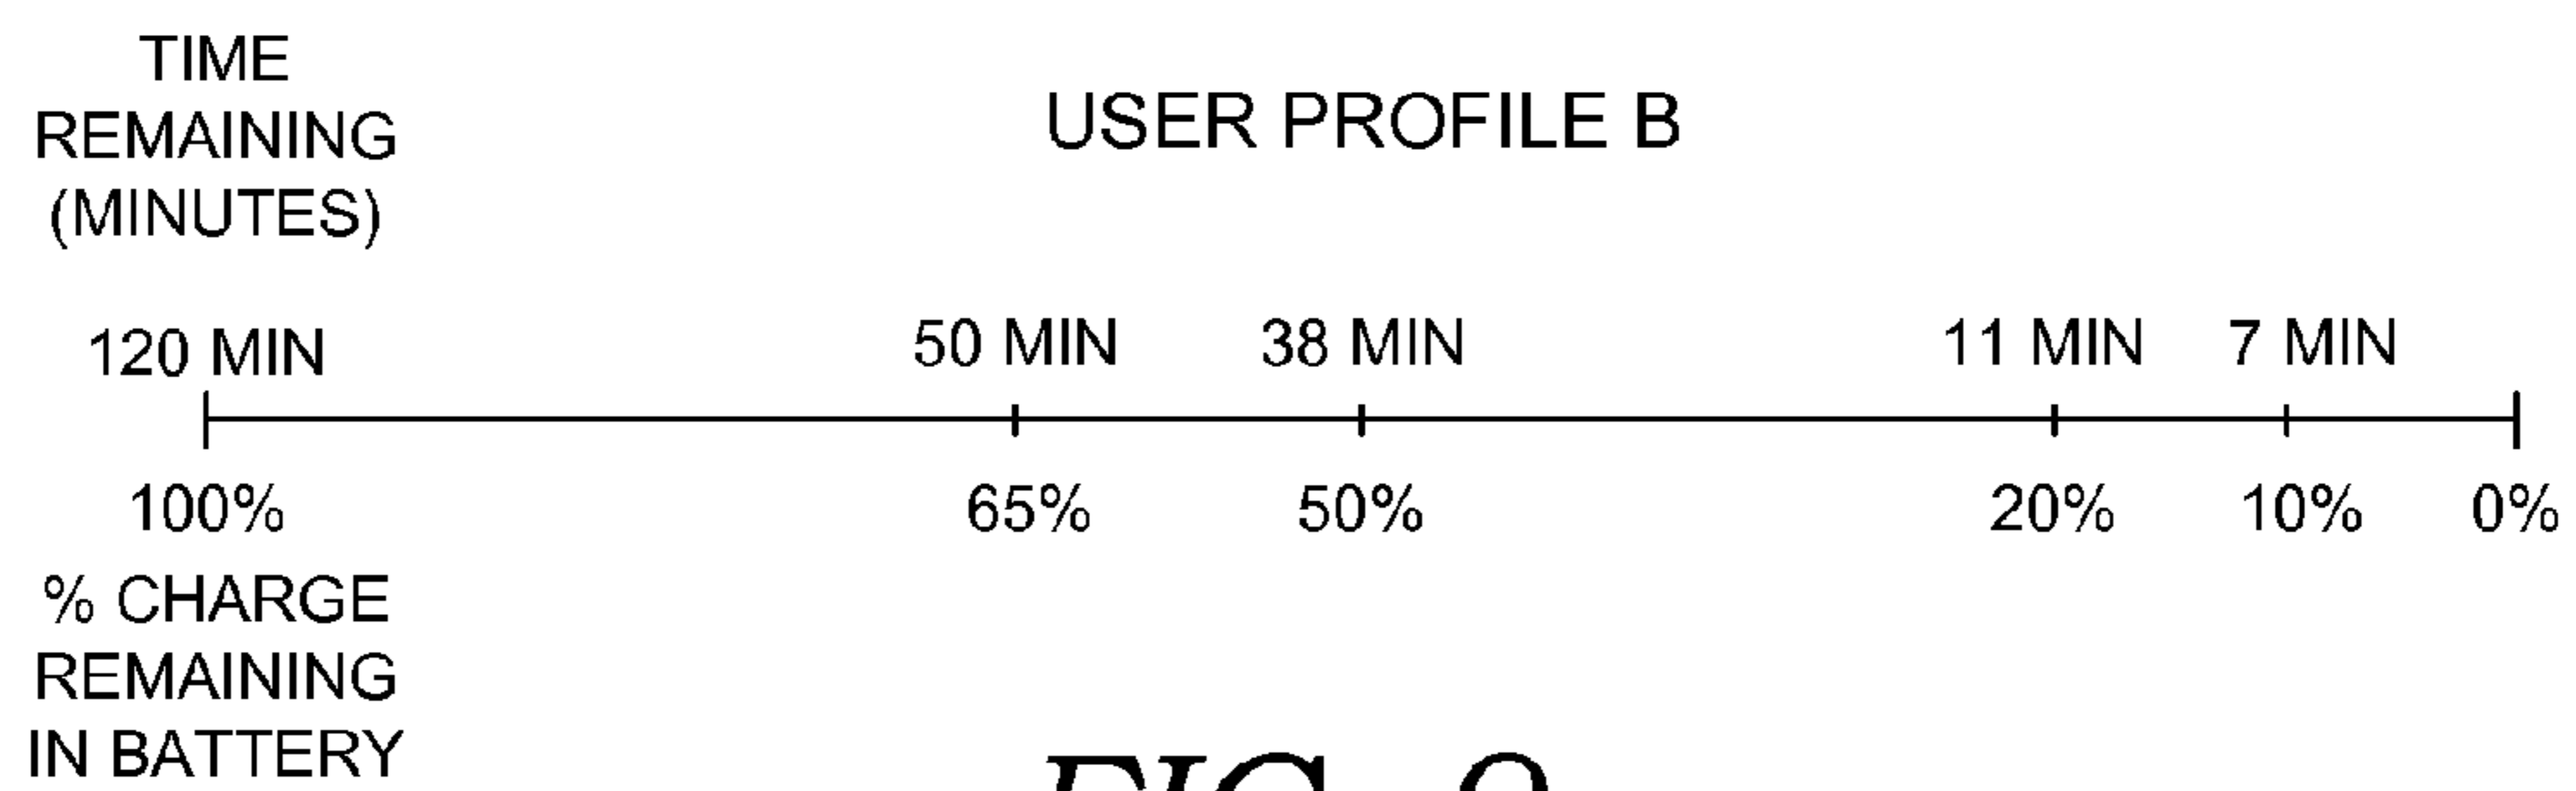 TIME
REMAINING
(MINUTES)
USER PROFILE B
120 MIN 50 MIN 38 MIN 11 MIN 7 MIN
100% 65% 50% 20% 10% 0%
% CHARGE
REMAINING
IN BATTERY
FIG.